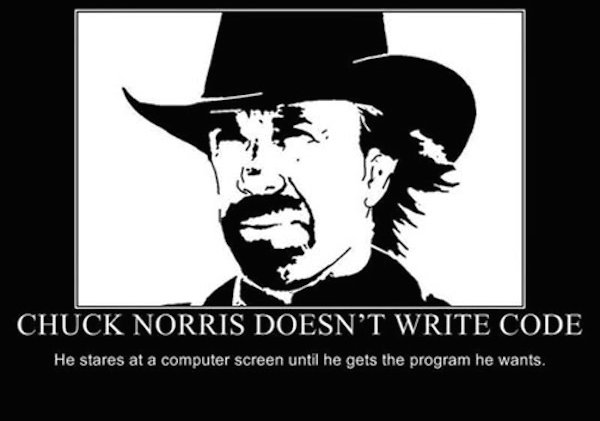 CHUCK NORRIS DOESN'T WRITE CODE
He stares at a computer screen until he gets the program he wants.